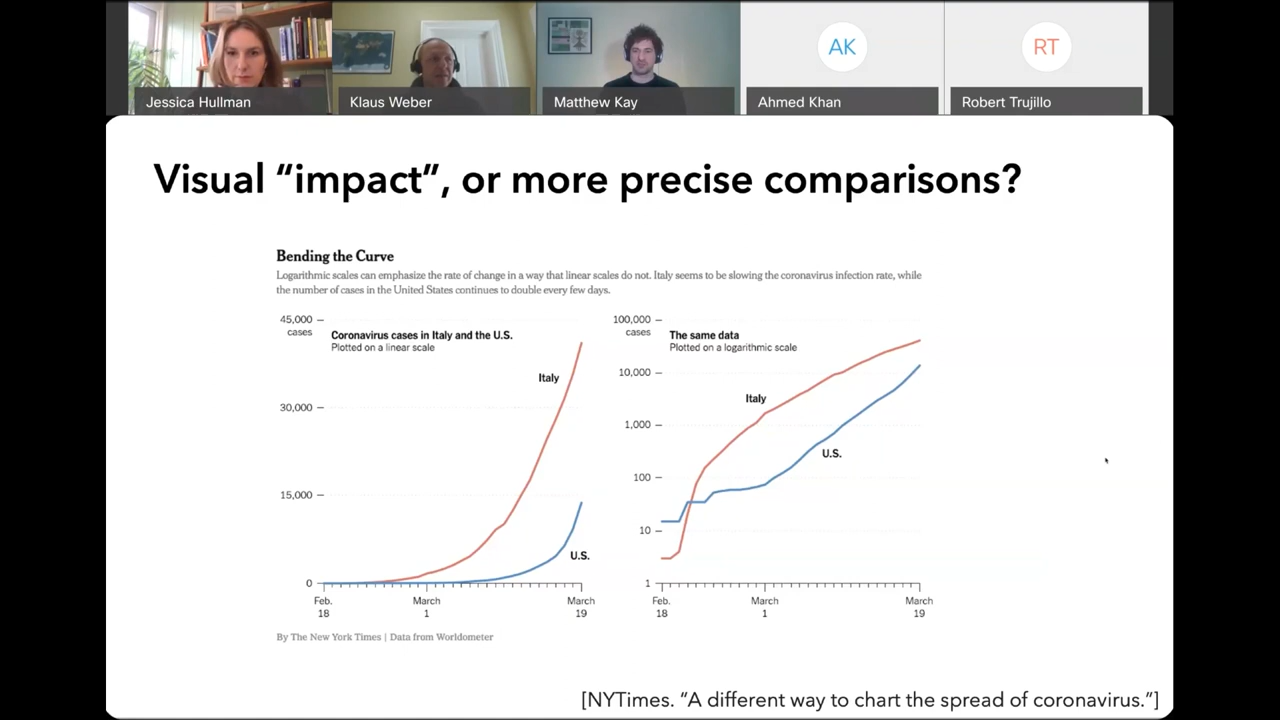 Jessica Hullman
Klaus Weber
Matthew Kay
AK
Ahmed Khan
RT
Robert Trujillo
Visual “impact”, or more precise comparisons?
Bending the Curve
Logarithmic scales can emphasize the rate of change in a way that linear scales do not. Italy seems to be slowing the coronavirus infection rate, while
the number of cases in the United States continues to double every few days.
45,000
cases
Coronavirus cases in Italy and the U.S.
Plotted on a linear scale
Italy
30,000
15,000
U.S.
0
Feb.
18
March
1
March
19
100,000
cases
The same data
Plotted on a logarithmic scale
10,000
Italy
1,000
U.S.
100
10
1
Feb.
18
March
1
March
19
By The New York Times | Data from Worldometer
[NYTimes. “A different way to chart the spread of coronavirus.”]